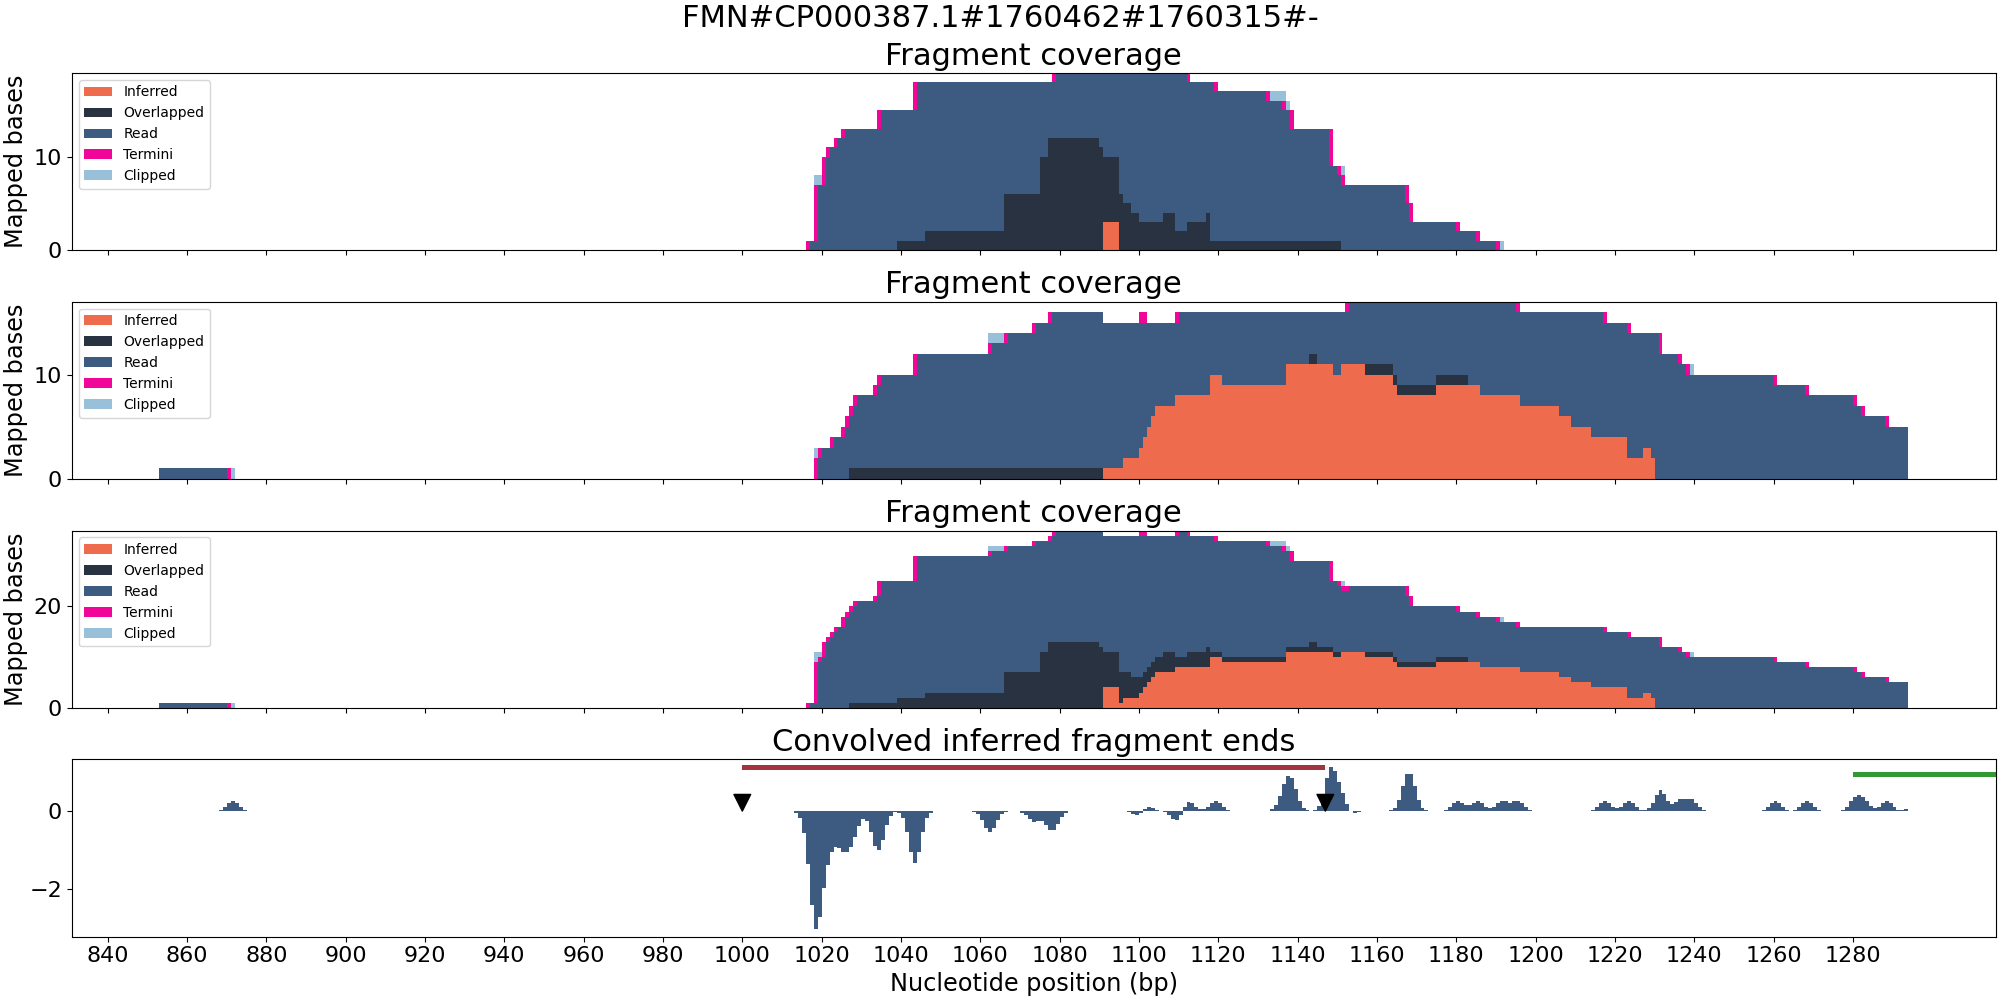 FMN#CP000387.1#1760462#1760315#-
Fragment coverage
Mapped bases
10
0
Inferred
Overlapped
Read
Termini
Clipped
Fragment coverage
Mapped bases
10
0
Inferred
Overlapped
Read
Termini
Clipped
Fragment coverage
Mapped bases
20
0
Inferred
Overlapped
Read
Termini
Clipped
Convolved inferred fragment ends
0
−2
840 860 880 900 920 940 960 980 1000 1020 1040 1060 1080 1100 1120 1140 1160 1180 1200 1220 1240 1260 1280
Nucleotide position (bp)